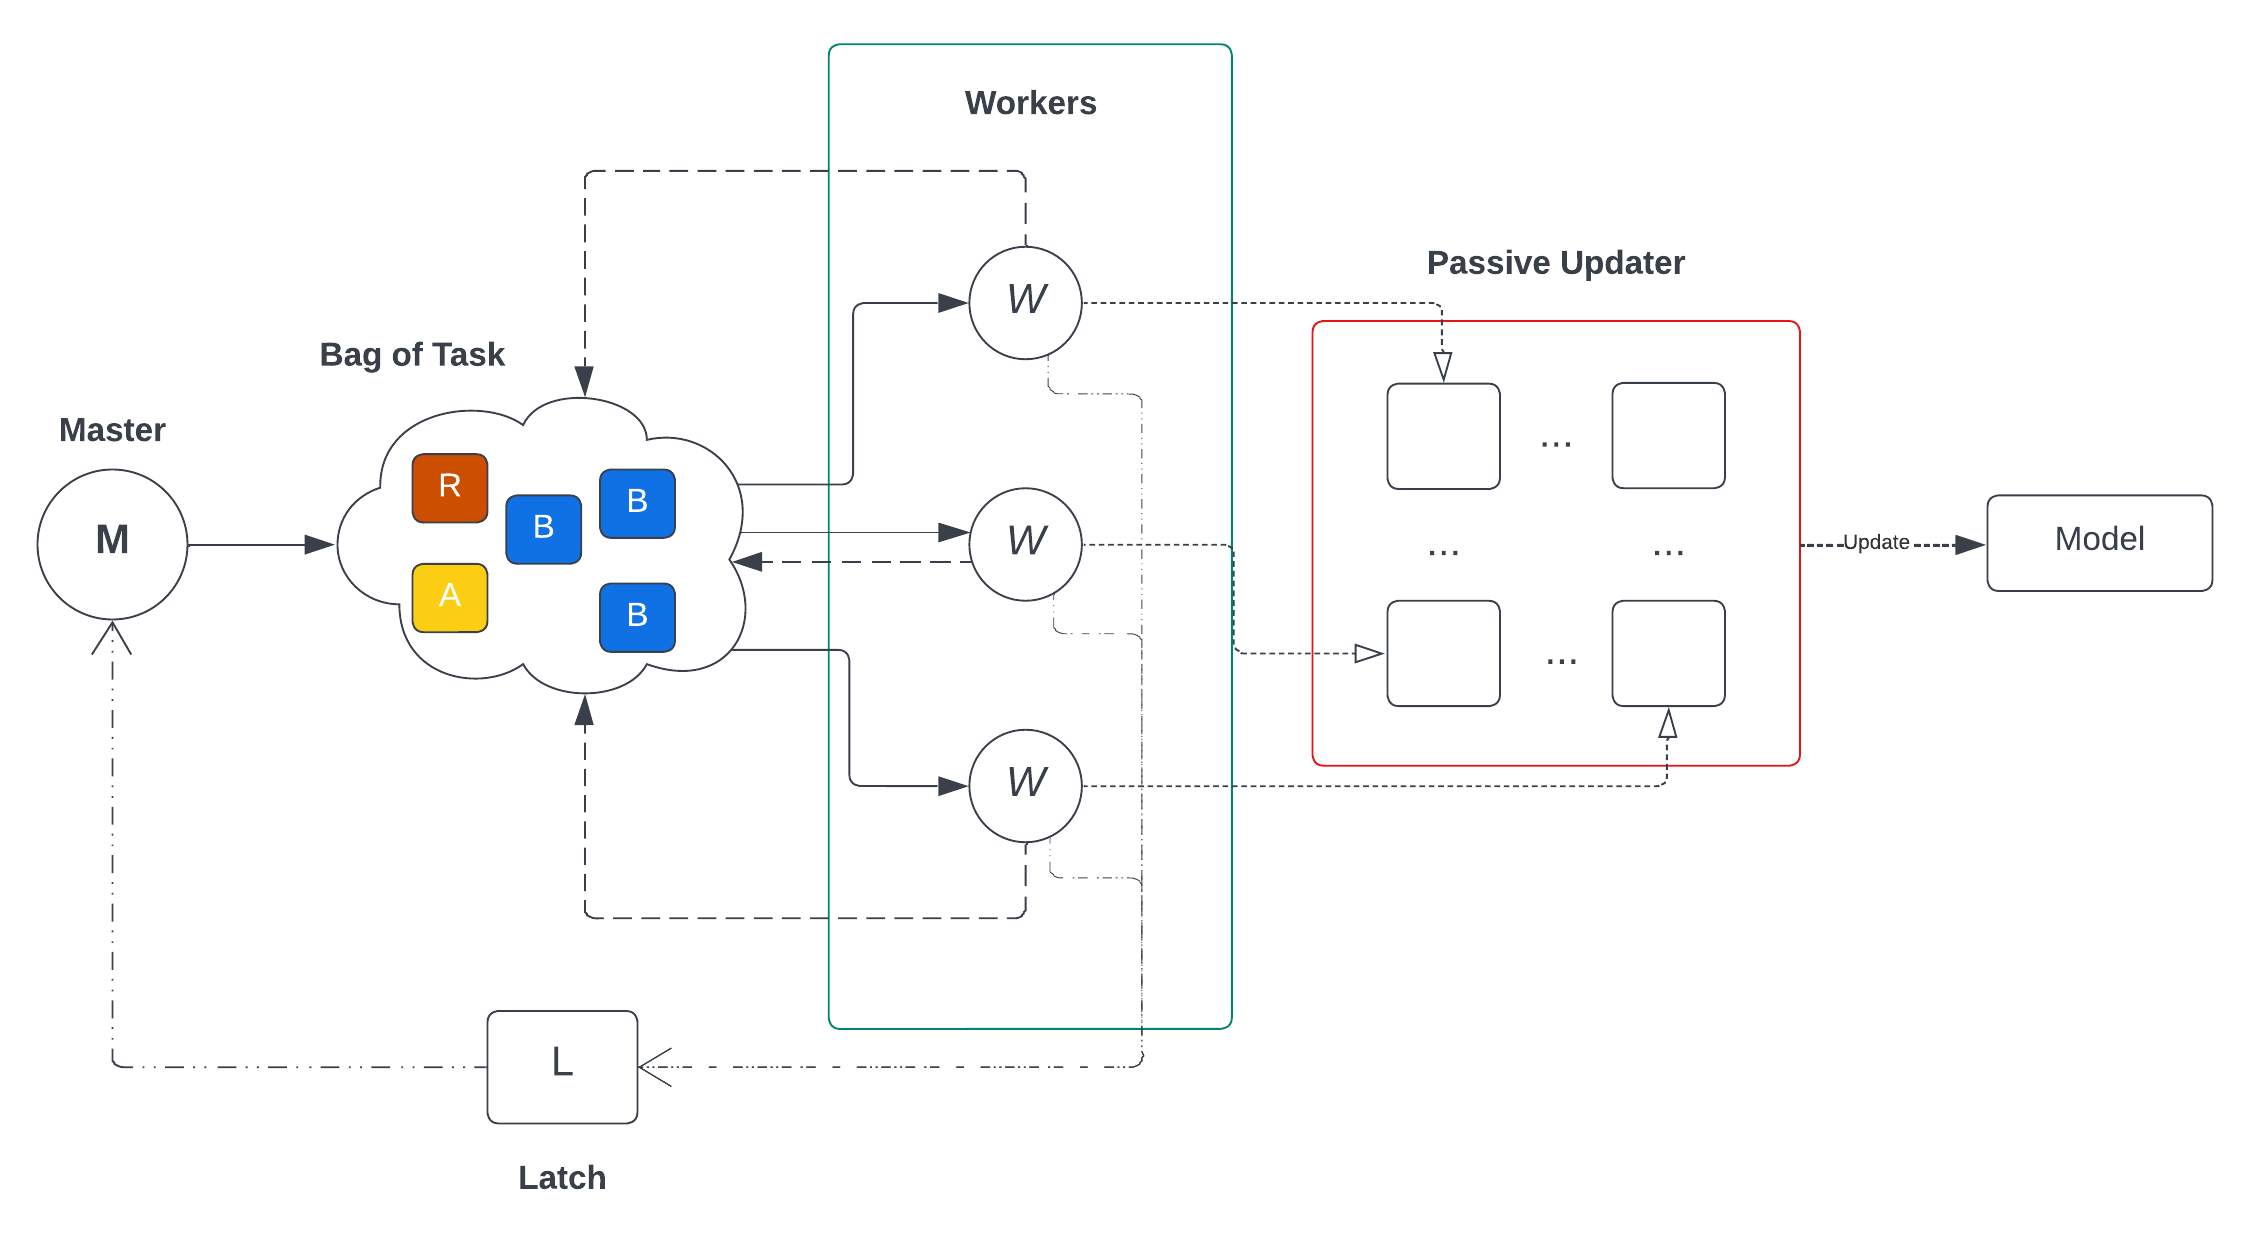 Workers
Passive Updater
W
Bag of Task
Master
R
B
B
M
W
...
...
...
Update
Model
A
B
...
W
L
Latch